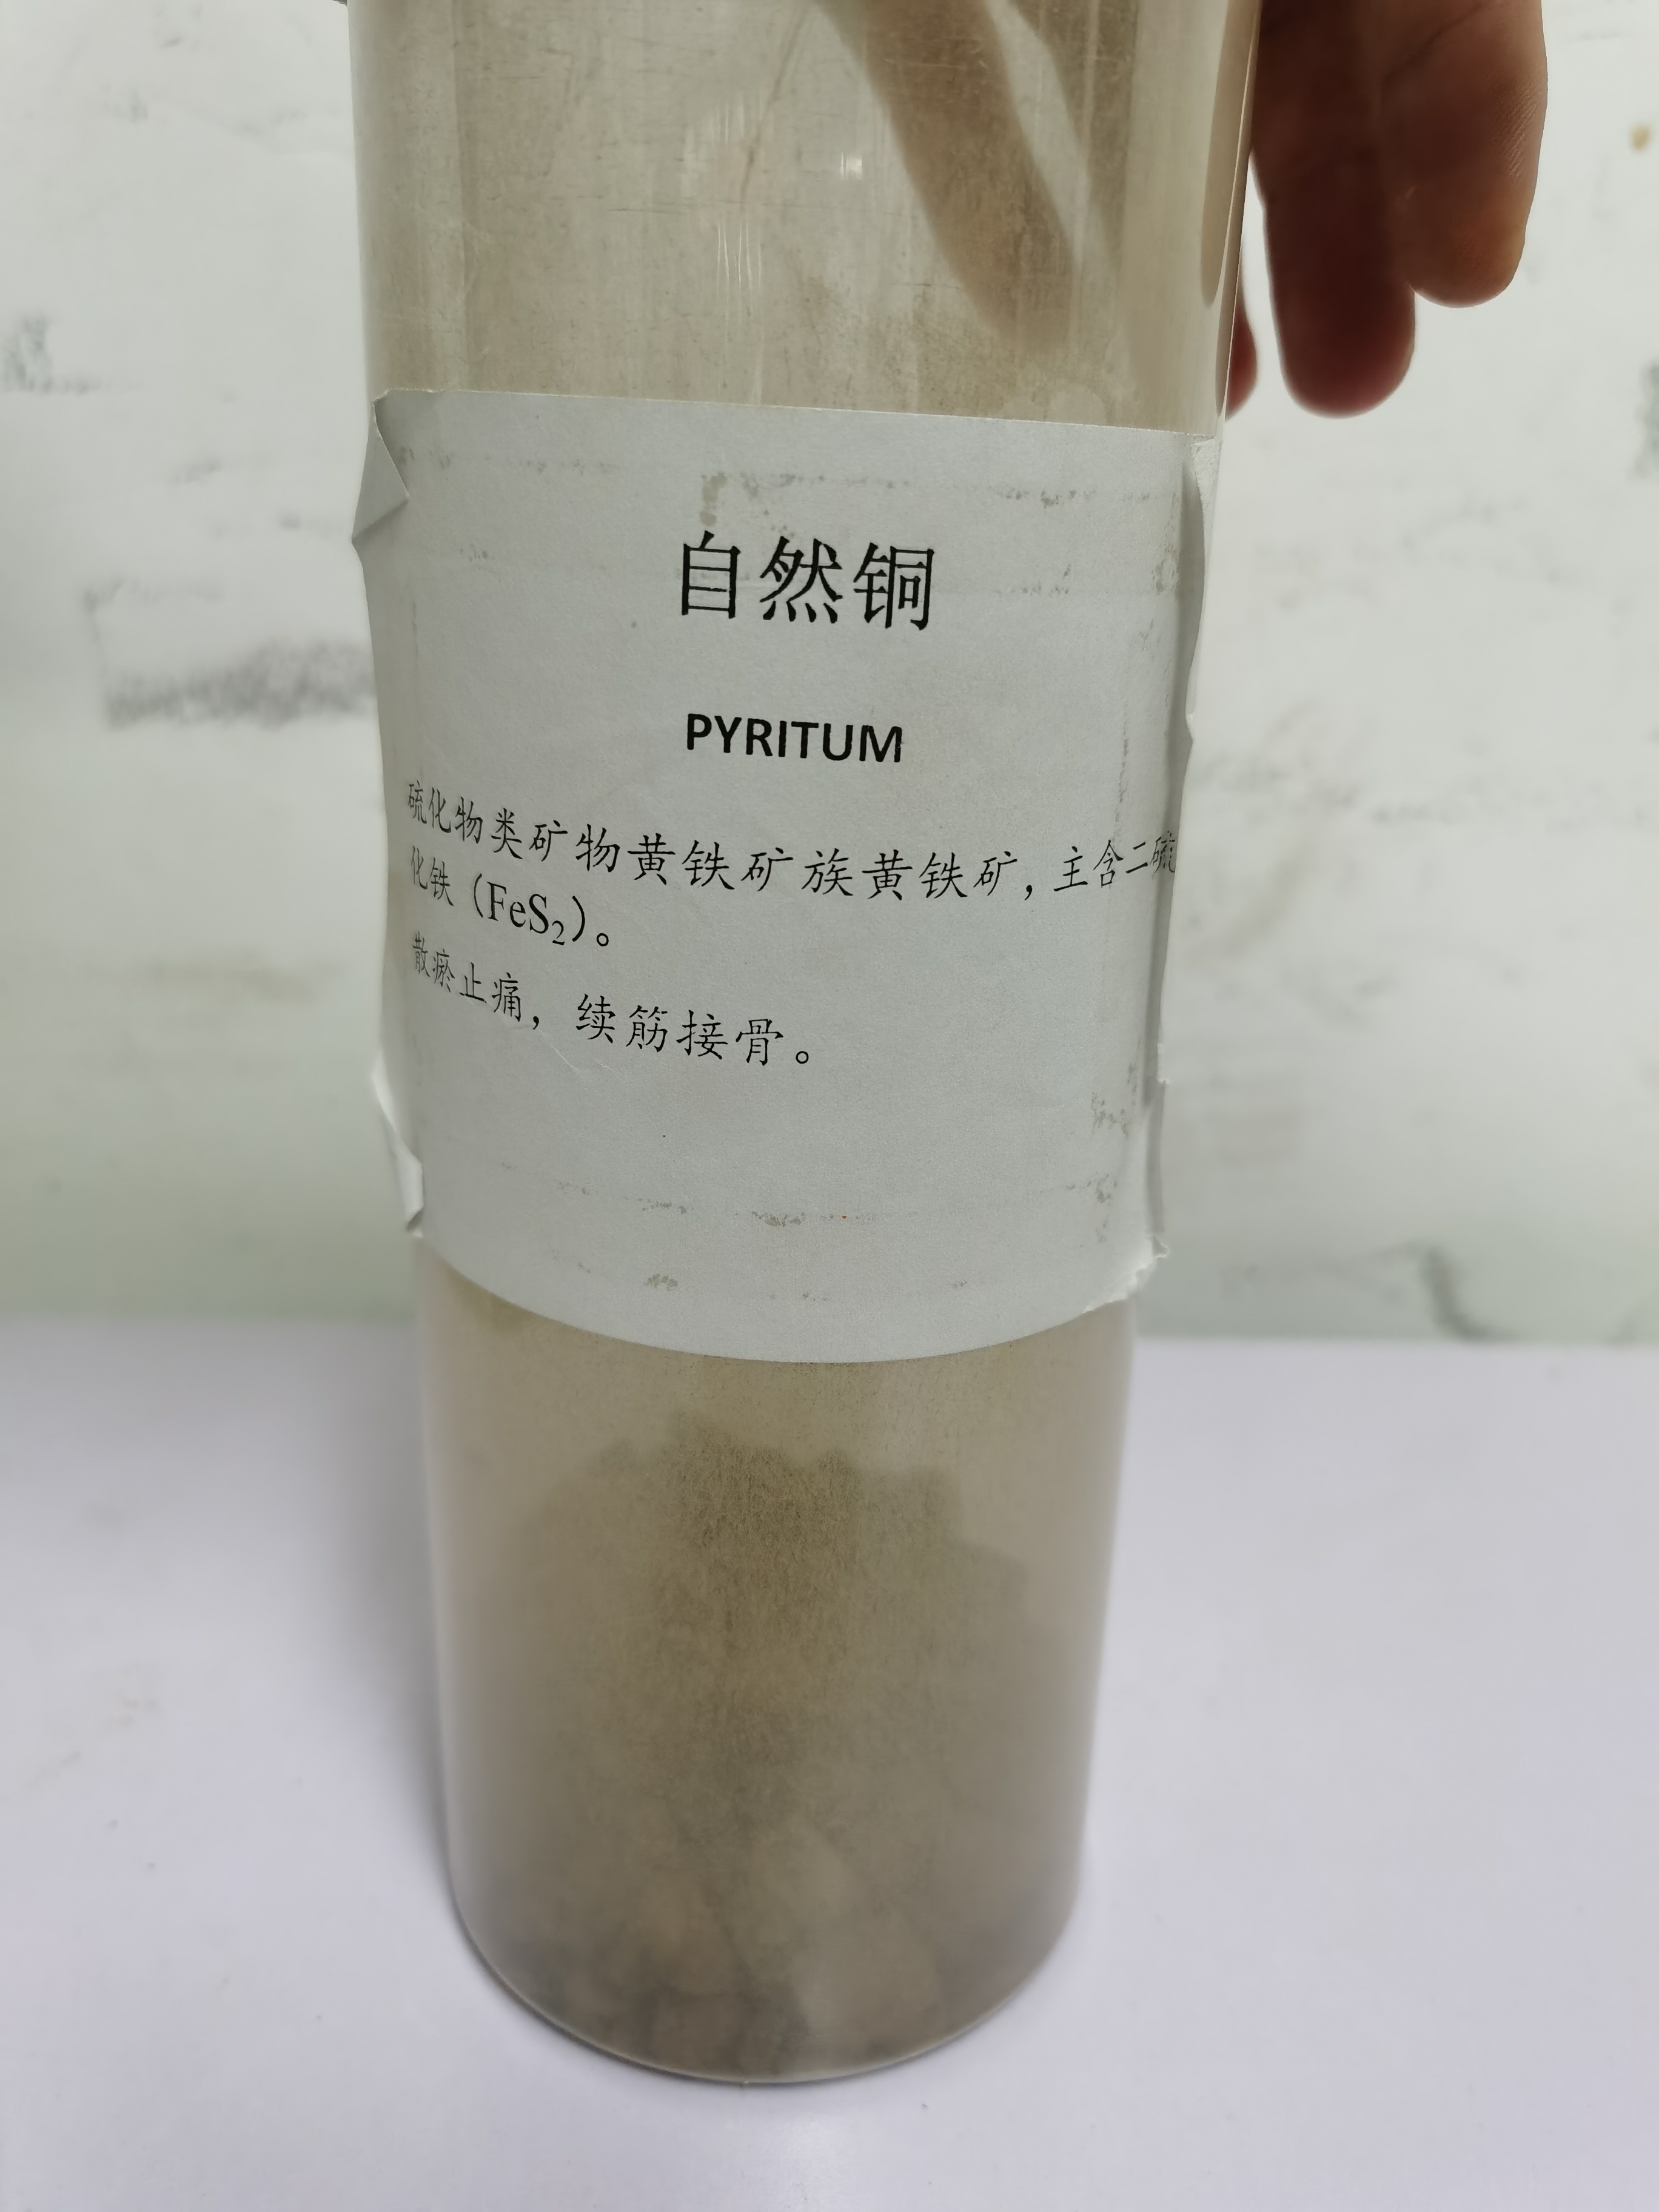 自然铜
PYRITUM
硫化物类矿物黄铁矿族黄铁矿，主含二硫
化铁（FeS₂）。
散瘀止痛，续筋接骨。